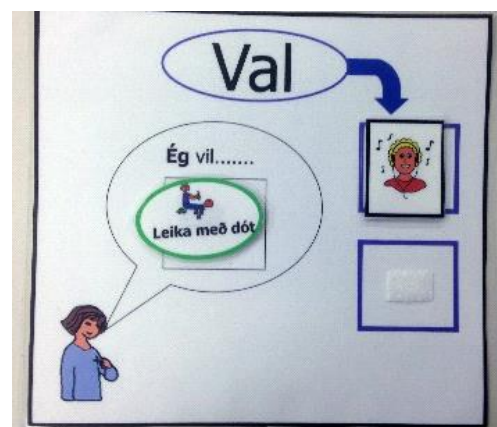 Val
Ég vil.......
Leika með dót